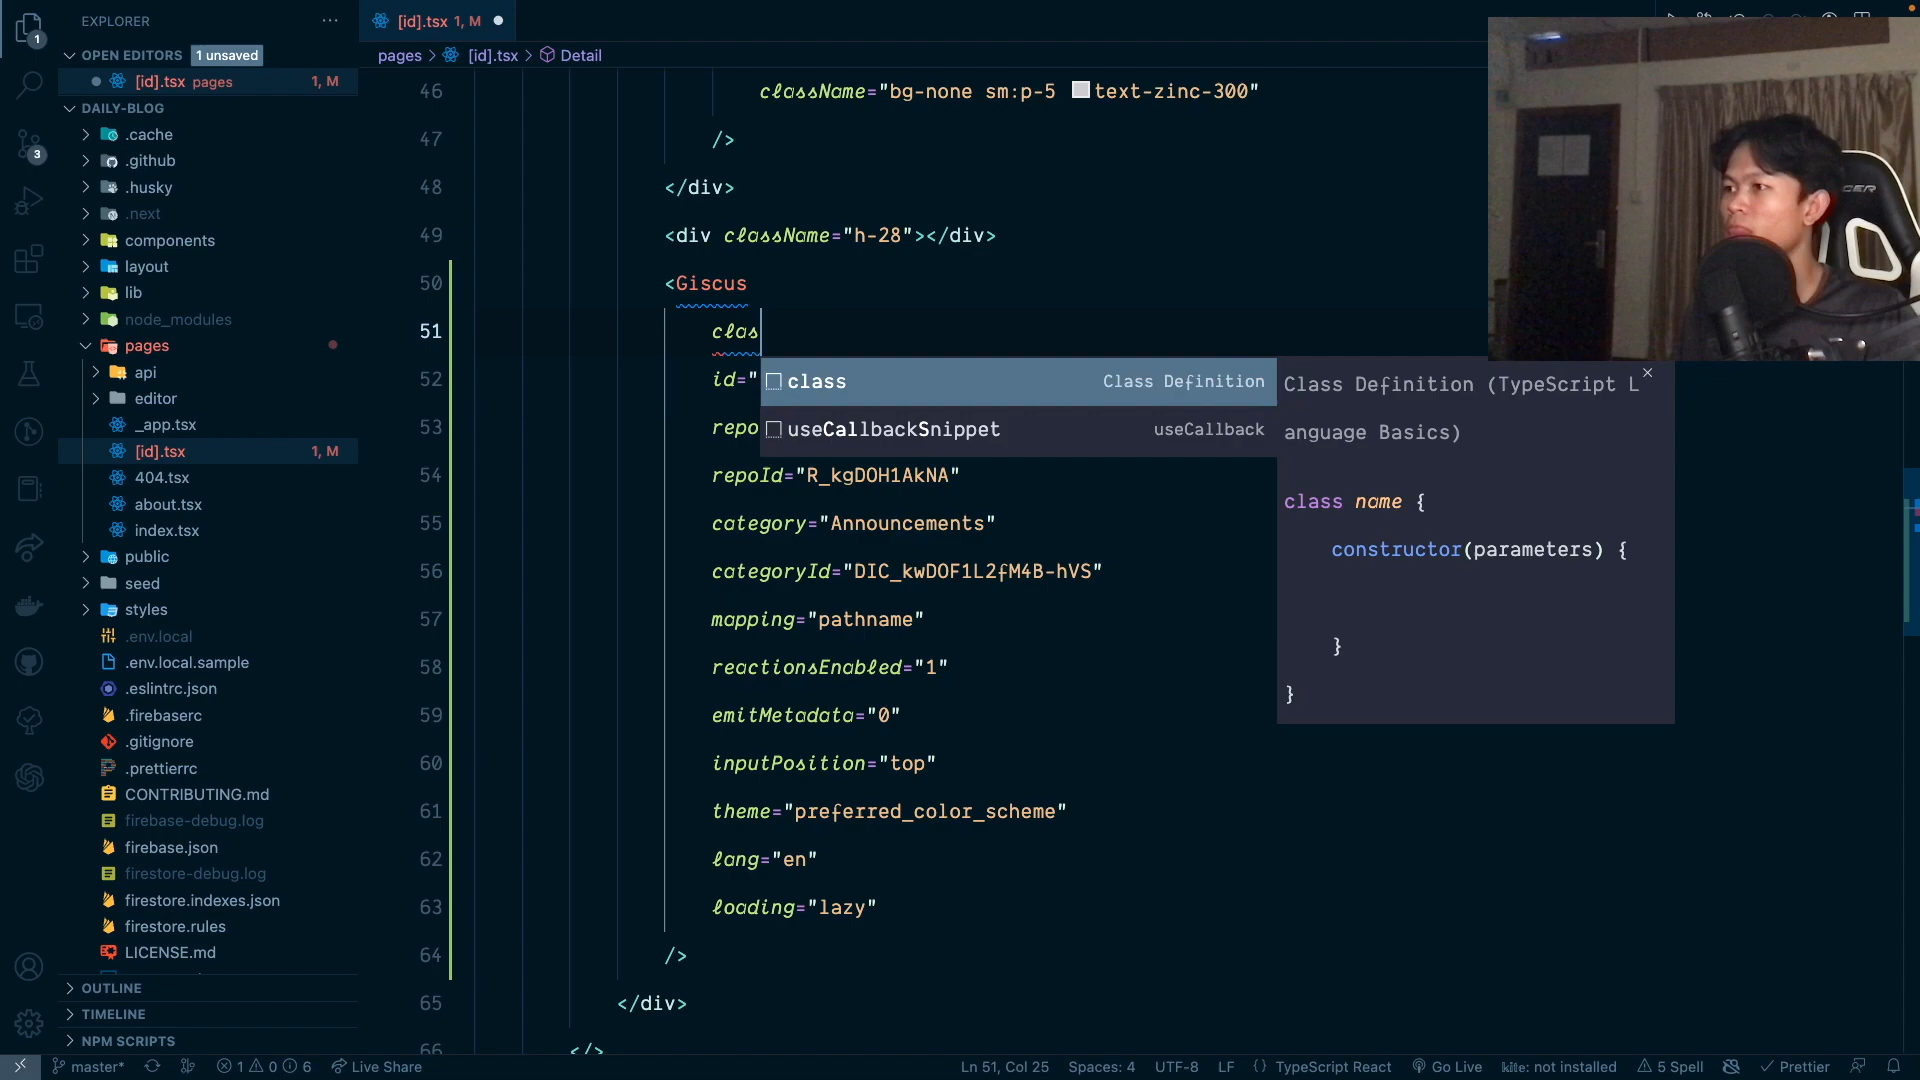 EXPLORER
OPEN EDITORS
1 unsaved
[id].tsx pages
1, M
DAILY-BLOG
.cache
.github
.husky
.next
components
layout
lib
node_modules
pages
api
editor
_app.tsx
[id].tsx
1, M
404.tsx
about.tsx
index.tsx
public
seed
styles
.env.local
.env.local.sample
.eslintrc.json
.firebaserc
.gitignore
.prettierrc
CONTRIBUTING.md
firebase-debug.log
firebase.json
firestore-debug.log
firestore.indexes.json
firestore.rules
LICENSE.md
OUTLINE
TIMELINE
NPM SCRIPTS
1
3
[id].tsx 1, M
pages > [id].tsx > Detail
46 className="bg-none sm:p-5 text-zinc-300"
47 />
48 </div>
49 <div className="h-28"></div>
50 <Giscus
51 clas
52 id="
53 repo
54 repoId="R_kgDOH1AkNA"
55 category="Announcements"
56 categoryId="DIC_kwDOF1L2fM4B-hVS"
57 mapping="pathname"
58 reactionsEnabled="1"
59 emitMetadata="0"
60 inputPosition="top"
61 theme="preferred_color_scheme"
62 lang="en"
63 loading="lazy"
64 />
65 </div>
66 </>
class Class Definition
useCallbackSnippet useCallback
Class Definition (TypeScript L
anguage Basics)
class name {
constructor(parameters) {
}
}
master* 1 0 6 Live Share
Ln 51, Col 25 Spaces: 4 UTF-8 LF {} TypeScript React Go Live kite: not installed 5 Spell Prettier